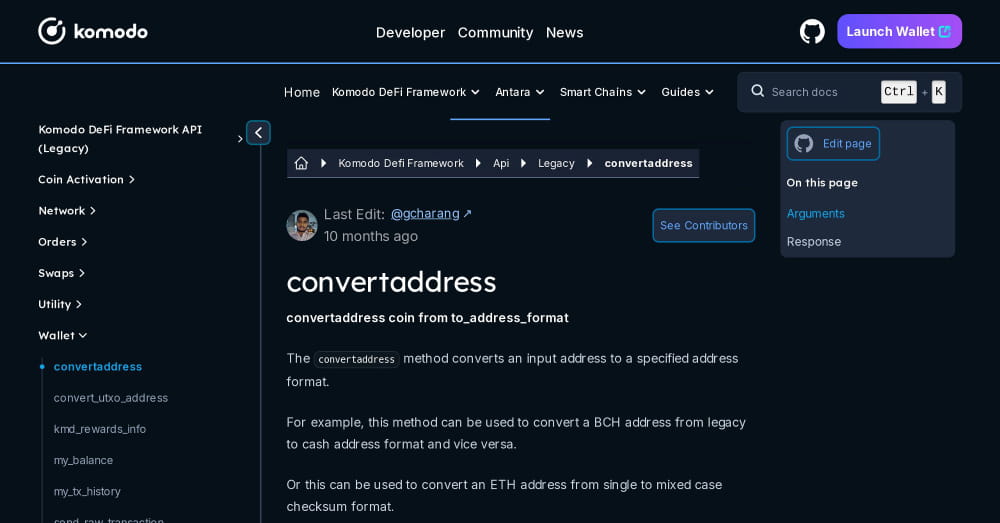 komodo
Developer Community News
Launch Wallet
Home Komodo DeFi Framework Antara Smart Chains Guides
Search docs Ctrl + K
Komodo DeFi Framework API
(Legacy)
Coin Activation
Network
Orders
Swaps
Utility
Wallet
convertaddress
convert_utxo_address
kmd_rewards_info
my_balance
my_tx_history
send_raw_transaction
Komodo Defi Framework Api Legacy convertaddress
Last Edit: @gcharang ↗
10 months ago
See Contributors
convertaddress
convertaddress coin from to_address_format
The convertaddress method converts an input address to a specified address
format.
For example, this method can be used to convert a BCH address from legacy
to cash address format and vice versa.
Or this can be used to convert an ETH address from single to mixed case
checksum format.
Edit page
On this page
Arguments
Response